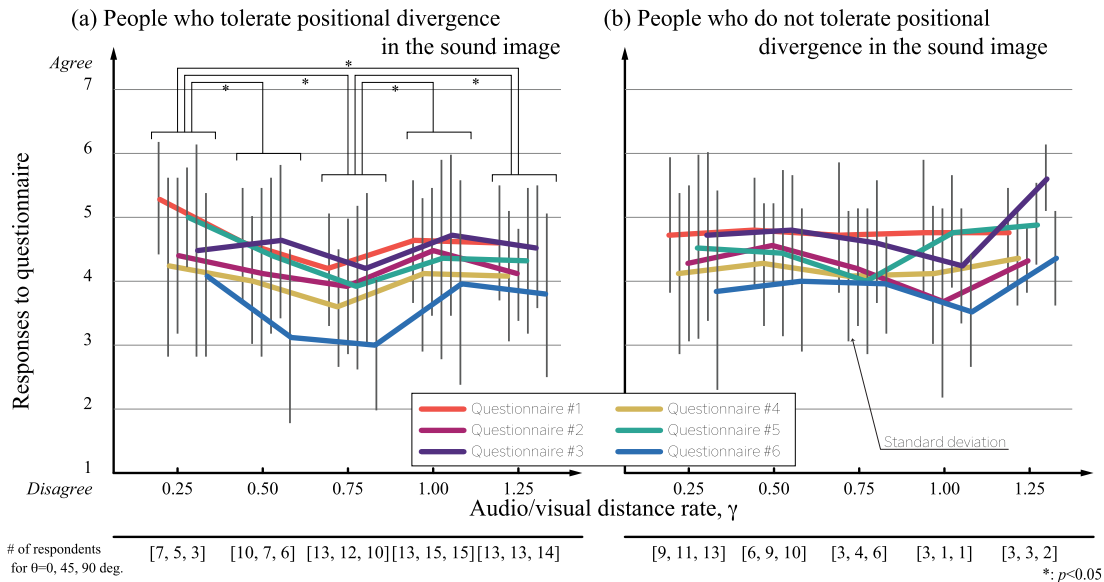 (a) People who tolerate positional divergence
in the sound image
(b) People who do not tolerate positional
divergence in the sound image
Agree
7
6
5
4
3
2
1
Disagree
Responses to questionnaire
* * * * *
Questionnaire #1
Questionnaire #2
Questionnaire #3
Questionnaire #4
Questionnaire #5
Questionnaire #6
Standard deviation
0.25 0.50 0.75 1.00 1.25
0.25 0.50 0.75 1.00 1.25
Audio/visual distance rate, γ
# of respondents
for θ=0, 45, 90 deg.
[7, 5, 3] [10, 7, 6] [13, 12, 10] [13, 15, 15] [13, 13, 14]
[9, 11, 13] [6, 9, 10] [3, 4, 6] [3, 1, 1] [3, 3, 2]
*: p<0.05